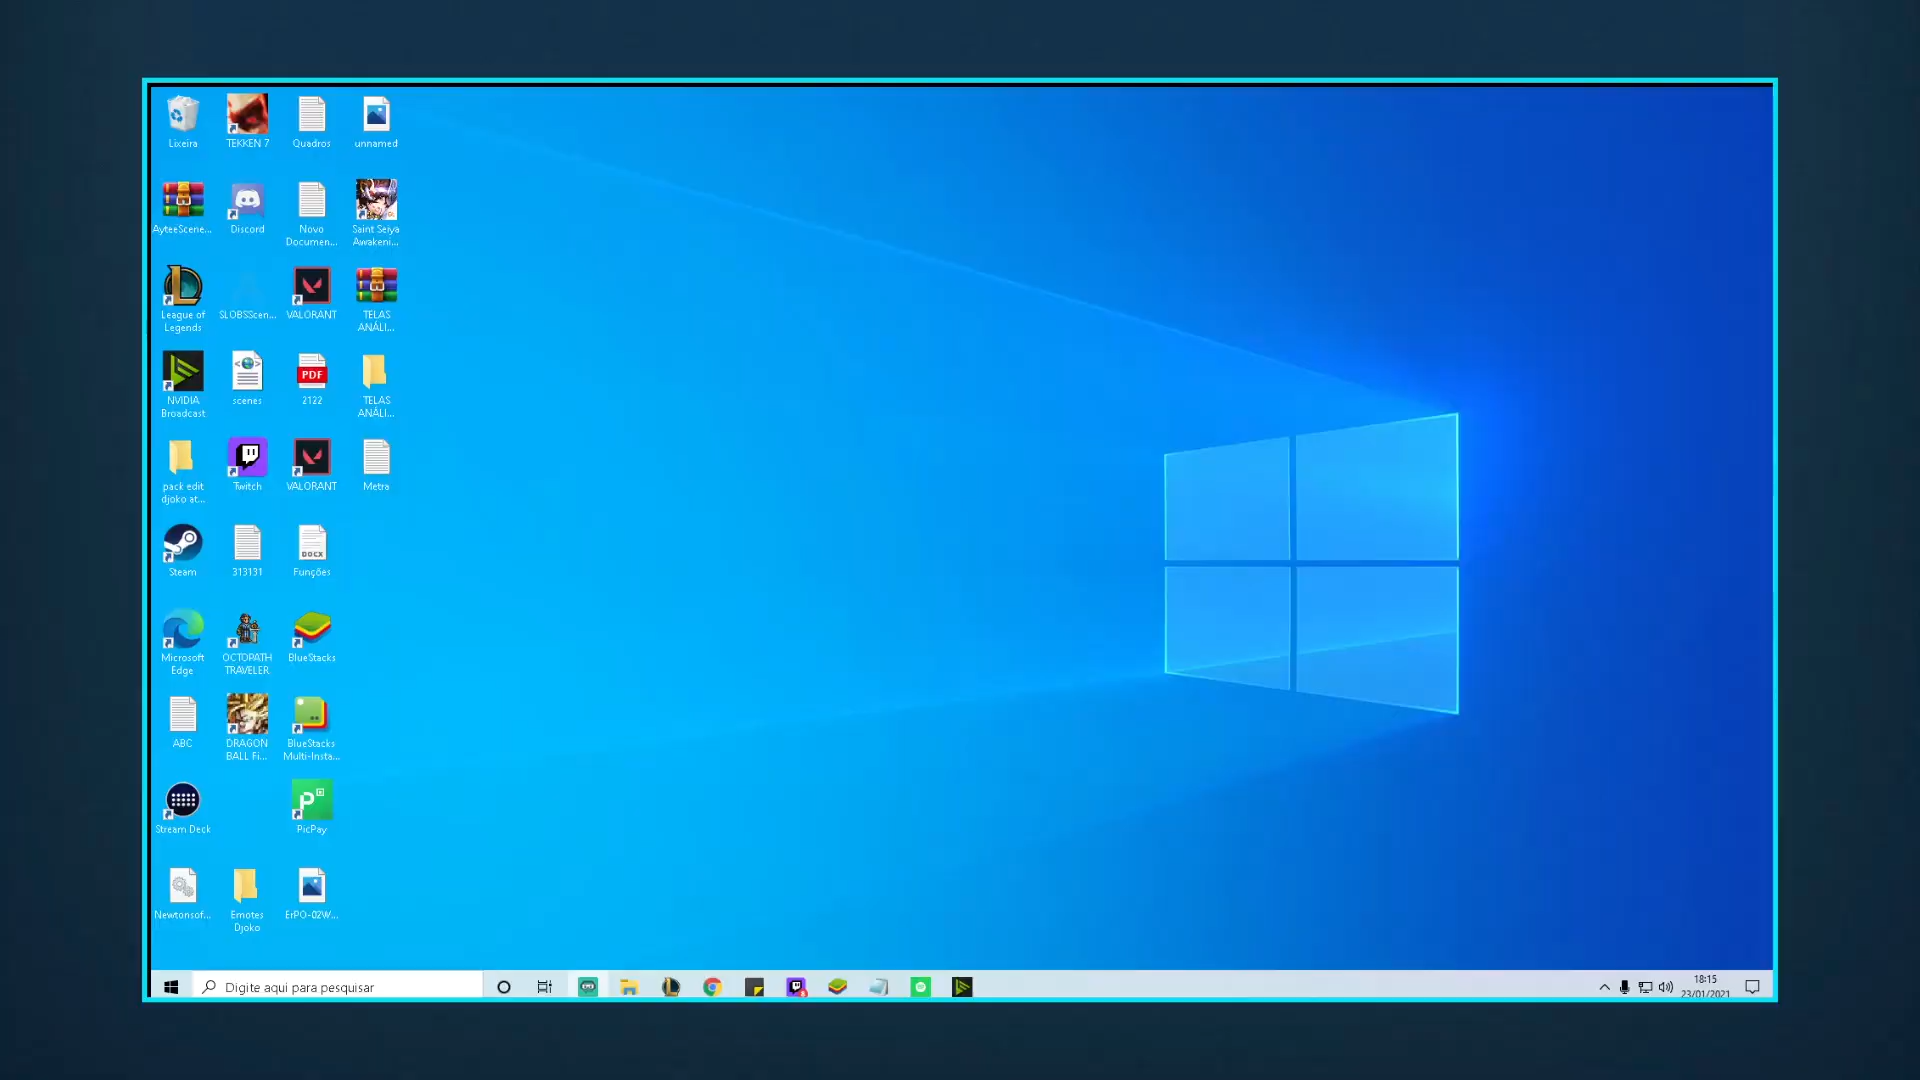 Lixeira
TEKKEN 7
Quadros
unnamed
AyteeScene...
Discord
Novo
Documen...
Saint Seiya
Awakeni...
League of
Legends
SLOBSScen...
VALORANT
TELAS
ANÁLI...
NVIDIA
Broadcast
scenes
PDF
2122
TELAS
ANÁLI...
pack edit
djoko at...
Twitch
VALORANT
Metra
Steam
313131
DOCX
Funções
Microsoft
Edge
OCTOPATH
TRAVELER
BlueStacks
ABC
DRAGON
BALL Fi...
BlueStacks
Multi-Insta...
Stream Deck
PicPay
Newtonsof...
Emotes
Djoko
ErPO-02W...
Digite aqui para pesquisar
18:15
23/01/2021